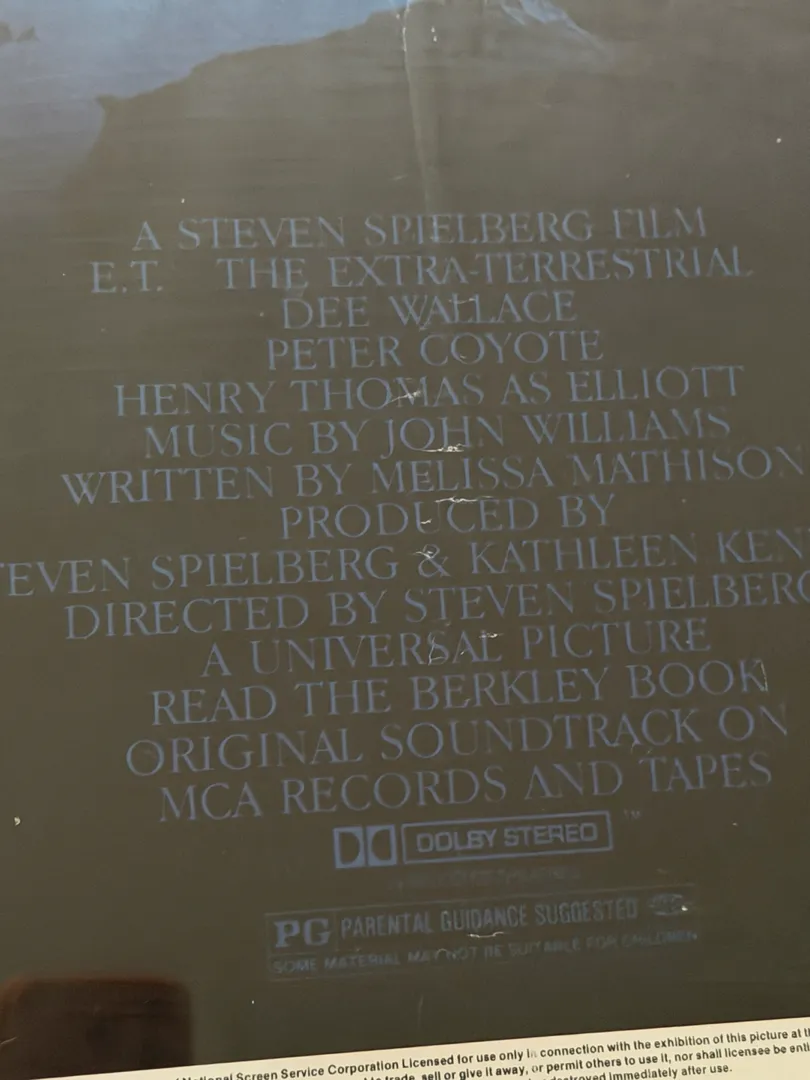 A STEVEN SPIELBERG FILM
E.T. THE EXTRA-TERRESTRIAL
DEE WALLACE
PETER COYOTE
HENRY THOMAS AS ELLIOTT
MUSIC BY JOHN WILLIAMS
WRITTEN BY MELISSA MATHISON
PRODUCED BY
TEVEN SPIELBERG & KATHLEEN KEN
DIRECTED BY STEVEN SPIELBERG
A UNIVERSAL PICTURE
READ THE BERKLEY BOOK
ORIGINAL SOUNDTRACK ON
MCA RECORDS AND TAPES
DOLBY STEREO ™
PG PARENTAL GUIDANCE SUGGESTED
SOME MATERIAL MAY NOT BE SUITABLE FOR CHILDREN
National Screen Service Corporation Licensed for use only in connection with the exhibition of this picture at
trade, sell or give it away, or permit others to use it, nor shall licensee be
destroyed immediately after use.